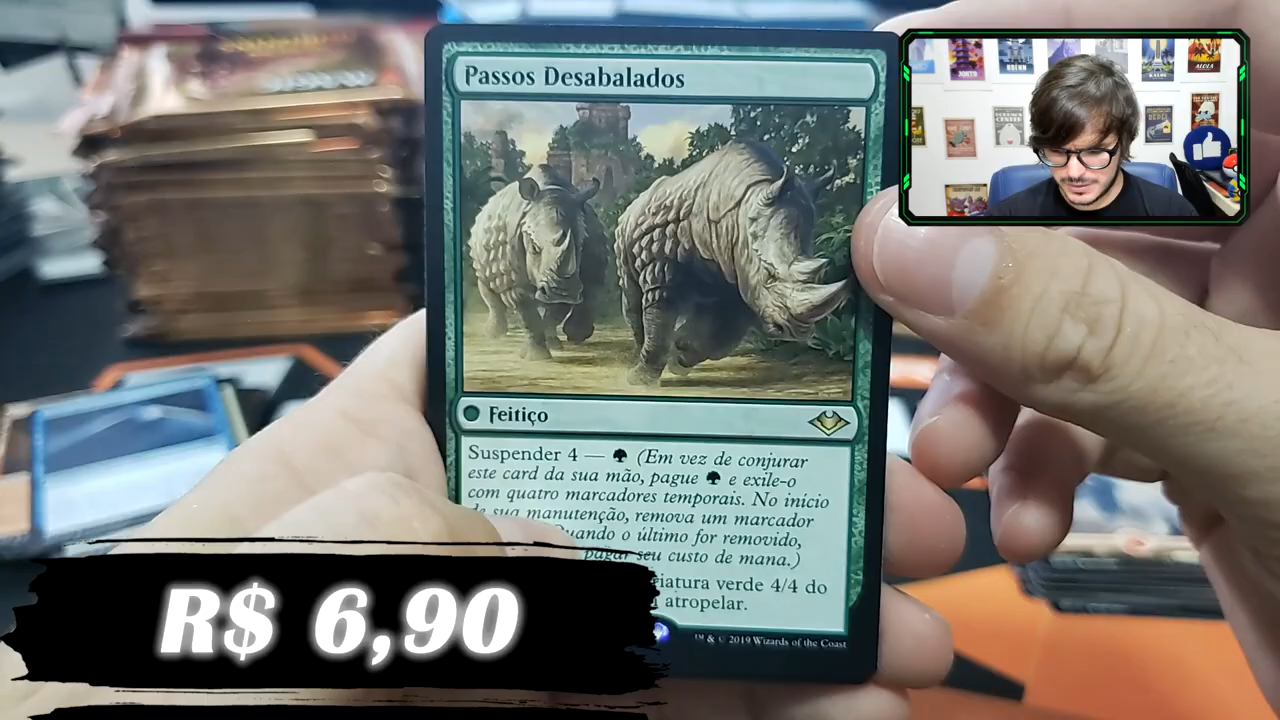 Passos Desabalados
Feitiço
Suspender 4 — (Em vez de conjurar
este card da sua mão, pague e exile-o
com quatro marcadores temporais. No início
de sua manutenção, remova um marcador
Quando o último for removido,
pagar seu custo de mana.)
criatura verde 4/4 do
atropelar.
™ & © 2019 Wizards of the Coast
R$ 6,90
JOHTO
ALOLA